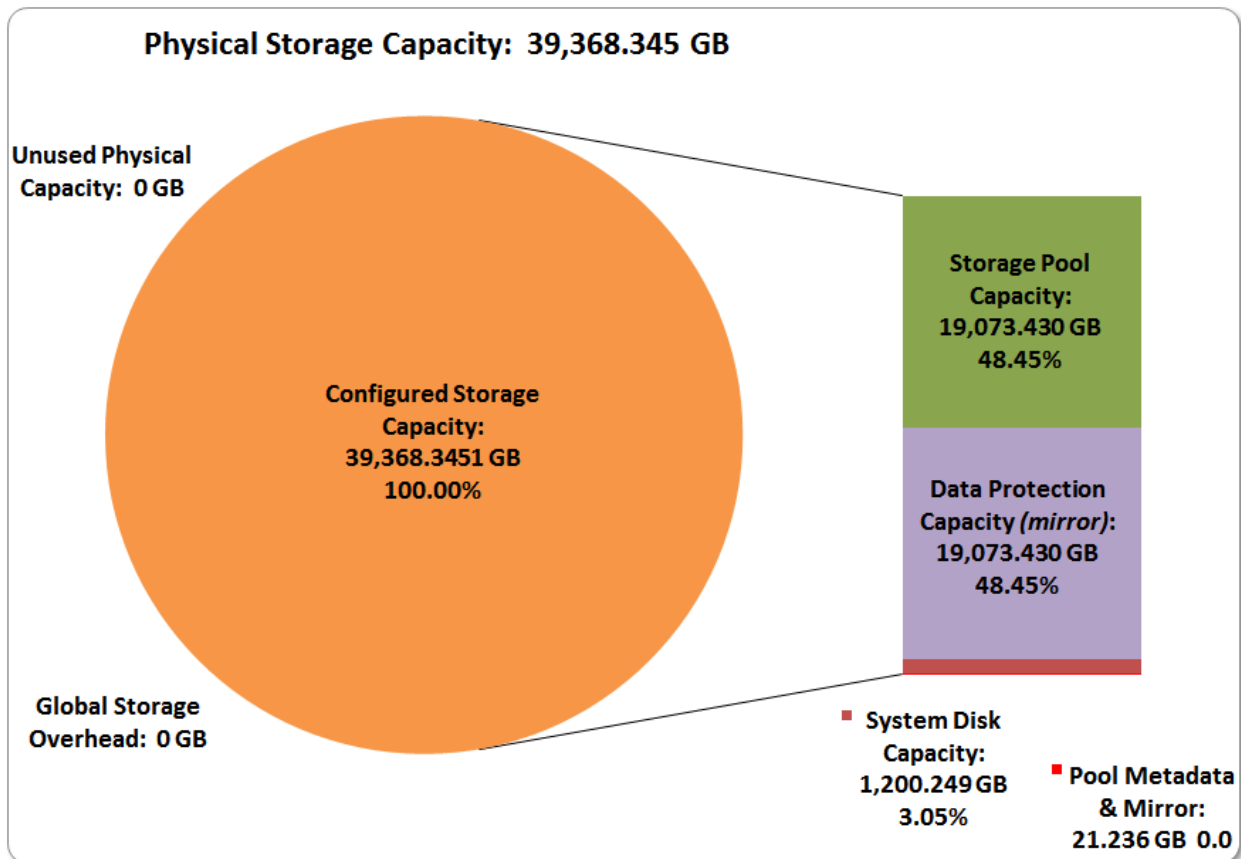 Physical Storage Capacity: 39,368.345 GB
Unused Physical
Capacity: 0 GB
Configured Storage
Capacity:
39,368.3451 GB
100.00%
Global Storage
Overhead: 0 GB
Storage Pool
Capacity:
19,073.430 GB
48.45%
Data Protection
Capacity (mirror):
19,073.430 GB
48.45%
System Disk
Capacity:
1,200.249 GB
3.05%
Pool Metadata
& Mirror:
21.236 GB 0.0